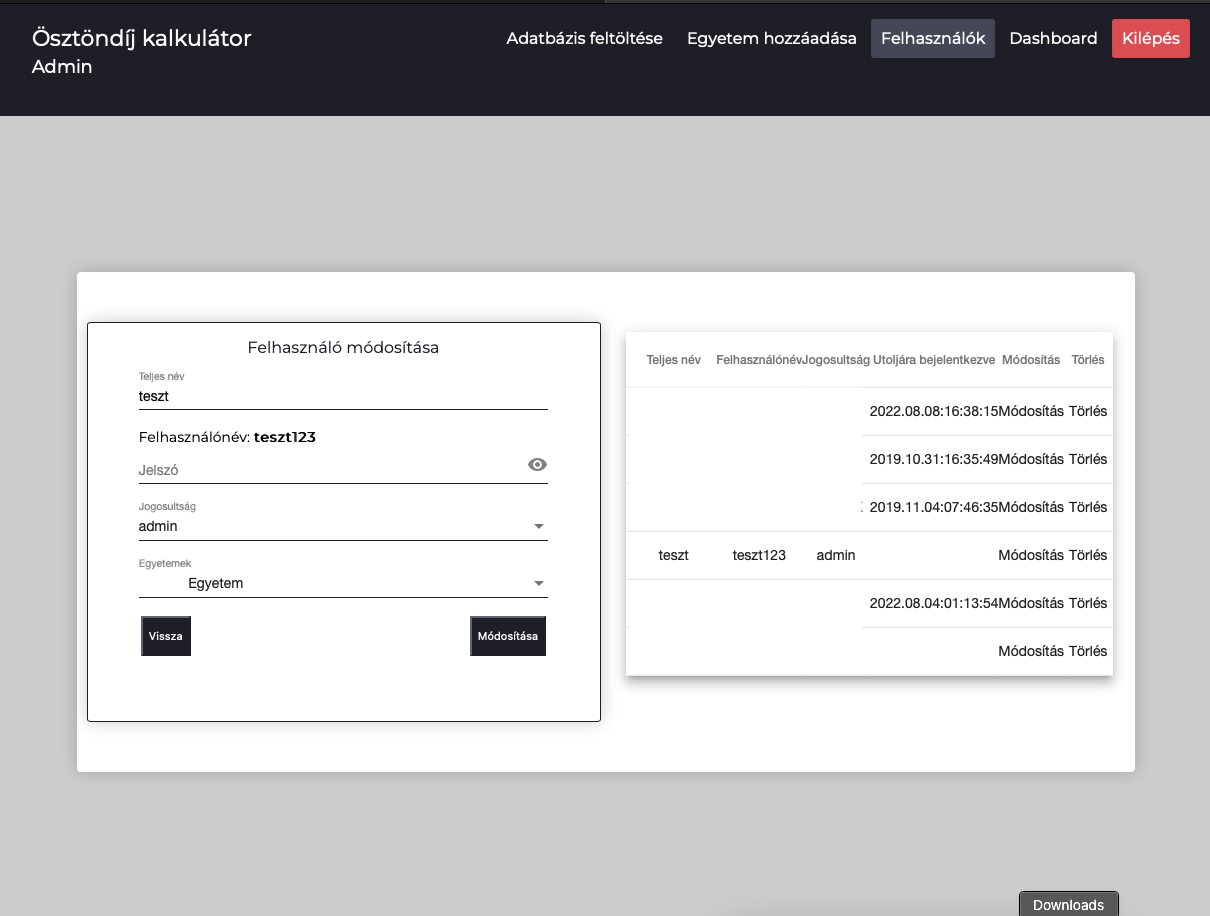 Ösztöndíj kalkulátor
Admin
Adatbázis feltöltése Egyetem hozzáadása Felhasználók Dashboard Kilépés
Felhasználó módosítása
Teljes név
teszt
Felhasználónév: teszt123
Jelszó
Jogosultság
admin
Egyetemek
Egyetem
Vissza Módosítása
Teljes név Felhasználónév Jogosultság Utoljára bejelentkezve Módosítás Törlés
2022.08.08:16:38:15 Módosítás Törlés
2019.10.31:16:35:49 Módosítás Törlés
2019.11.04:07:46:35 Módosítás Törlés
teszt teszt123 admin Módosítás Törlés
2022.08.04:01:13:54 Módosítás Törlés
Módosítás Törlés
Downloads